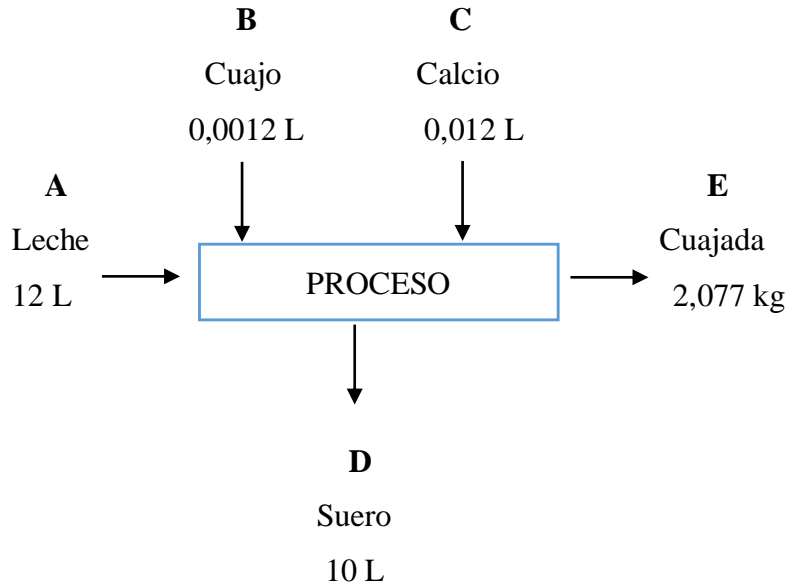 B
Cuajo
0,0012 L
C
Calcio
0,012 L
A
Leche
12 L
PROCESO
E
Cuajada
2,077 kg
D
Suero
10 L